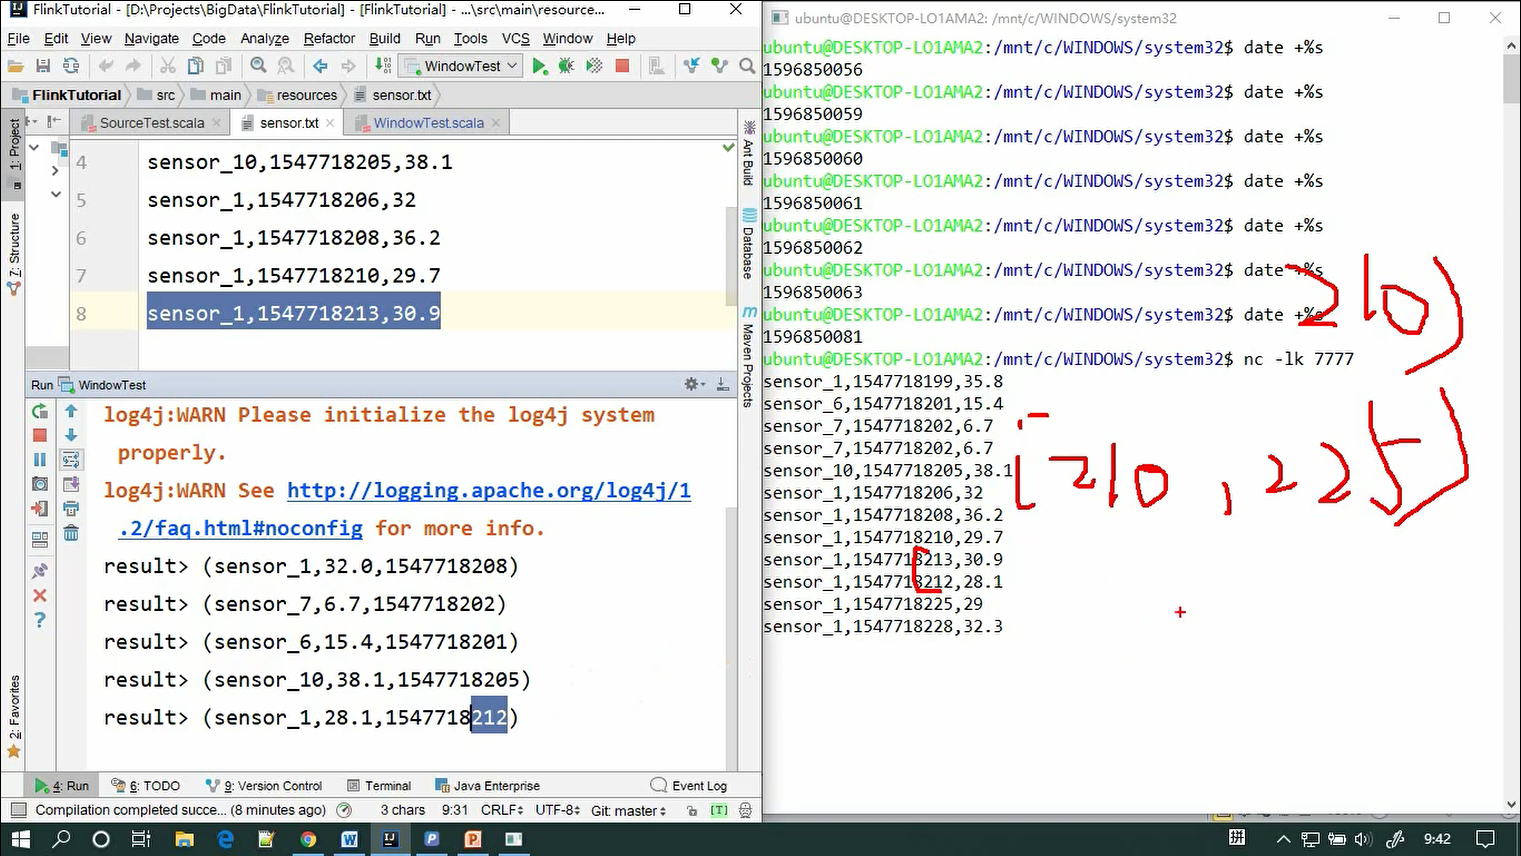 FlinkTutorial - [D:\Projects\BigData\FlinkTutorial] - [FlinkTutorial] - ...\src\main\resource...
File Edit View Navigate Code Analyze Refactor Build Run Tools VCS Window Help
WindowTest
FlinkTutorial src main resources sensor.txt
SourceTest.scala sensor.txt WindowTest.scala
1: Project
7: Structure
2: Favorites
Ant Build
Database
Maven Projects
4 sensor_10,1547718205,38.1
5 sensor_1,1547718206,32
6 sensor_1,1547718208,36.2
7 sensor_1,1547718210,29.7
8 sensor_1,1547718213,30.9
Run WindowTest
log4j:WARN Please initialize the log4j system
properly.
log4j:WARN See http://logging.apache.org/log4j/1
.2/faq.html#noconfig for more info.
result> (sensor_1,32.0,1547718208)
result> (sensor_7,6.7,1547718202)
result> (sensor_6,15.4,1547718201)
result> (sensor_10,38.1,1547718205)
result> (sensor_1,28.1,1547718212)
4: Run 6: TODO 9: Version Control Terminal Java Enterprise Event Log
Compilation completed succe... (8 minutes ago) 3 chars 9:31 CRLF UTF-8 Git: master [T]
ubuntu@DESKTOP-LO1AMA2: /mnt/c/WINDOWS/system32
ubuntu@DESKTOP-LO1AMA2:/mnt/c/WINDOWS/system32$ date +%s
1596850056
ubuntu@DESKTOP-LO1AMA2:/mnt/c/WINDOWS/system32$ date +%s
1596850059
ubuntu@DESKTOP-LO1AMA2:/mnt/c/WINDOWS/system32$ date +%s
1596850060
ubuntu@DESKTOP-LO1AMA2:/mnt/c/WINDOWS/system32$ date +%s
1596850061
ubuntu@DESKTOP-LO1AMA2:/mnt/c/WINDOWS/system32$ date +%s
1596850062
ubuntu@DESKTOP-LO1AMA2:/mnt/c/WINDOWS/system32$ date +%s
1596850063
ubuntu@DESKTOP-LO1AMA2:/mnt/c/WINDOWS/system32$ date +%s
1596850081
ubuntu@DESKTOP-LO1AMA2:/mnt/c/WINDOWS/system32$ nc -lk 7777
sensor_1,1547718199,35.8
sensor_6,1547718201,15.4
sensor_7,1547718202,6.7
sensor_7,1547718202,6.7
sensor_10,1547718205,38.1
sensor_1,1547718206,32
sensor_1,1547718208,36.2
sensor_1,1547718210,29.7
sensor_1,1547718213,30.9
sensor_1,1547718212,28.1
sensor_1,1547718225,29
sensor_1,1547718228,32.3
210)
[210,225)
拼 9:42